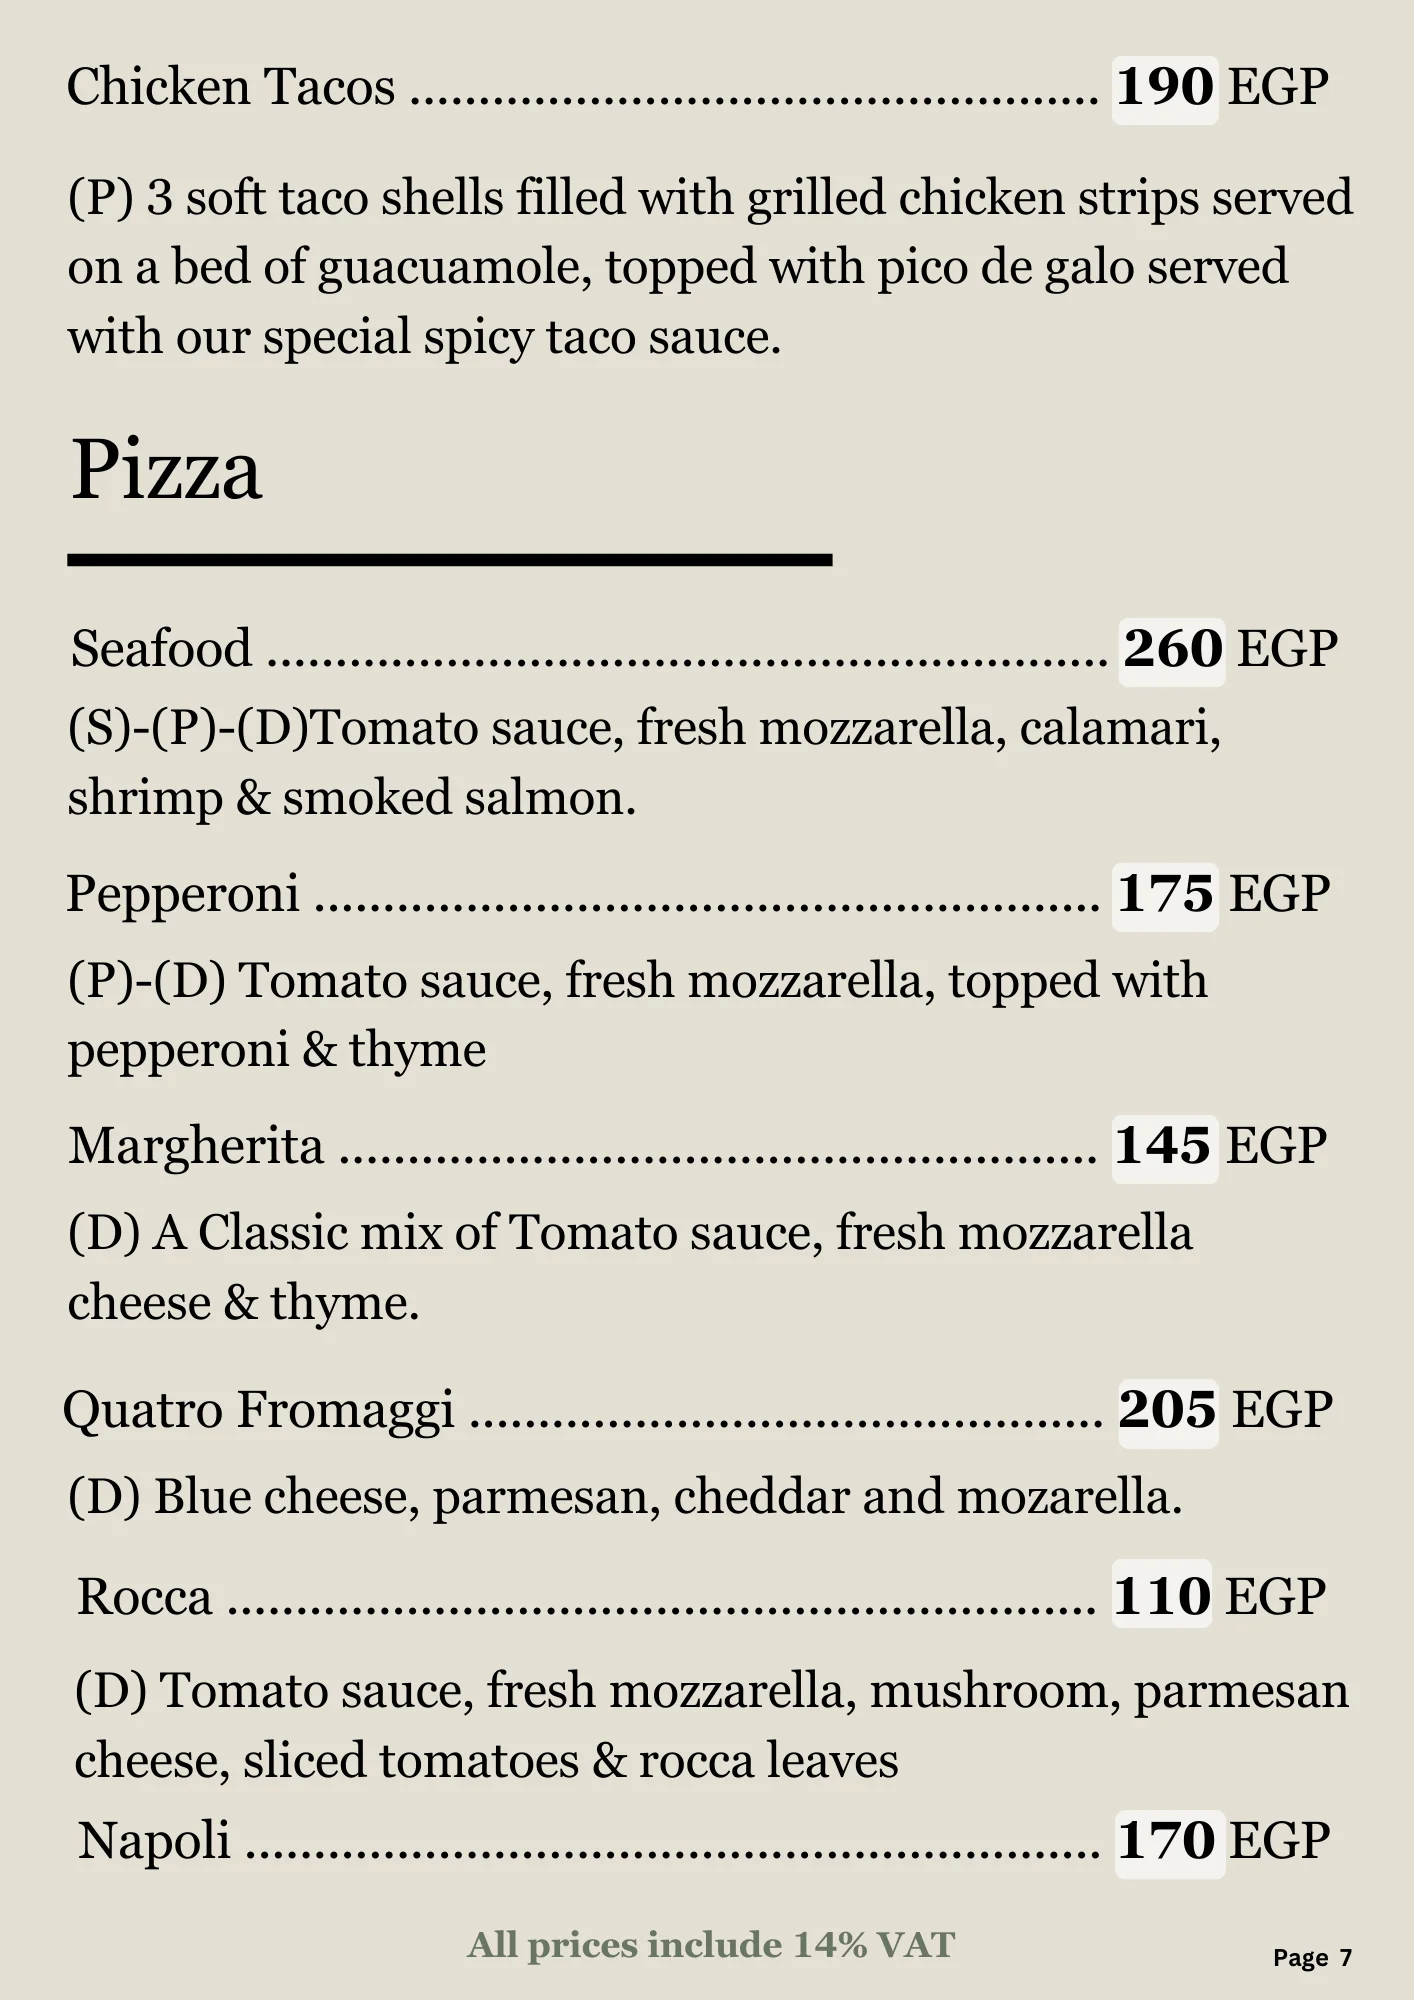 Chicken Tacos .................................................. 190 EGP
(P) 3 soft taco shells filled with grilled chicken strips served
on a bed of guacuamole, topped with pico de galo served
with our special spicy taco sauce.
Pizza
Seafood ............................................................. 260 EGP
(S)-(P)-(D)Tomato sauce, fresh mozzarella, calamari,
shrimp & smoked salmon.
Pepperoni ......................................................... 175 EGP
(P)-(D) Tomato sauce, fresh mozzarella, topped with
pepperoni & thyme
Margherita ....................................................... 145 EGP
(D) A Classic mix of Tomato sauce, fresh mozzarella
cheese & thyme.
Quatro Fromaggi .............................................. 205 EGP
(D) Blue cheese, parmesan, cheddar and mozarella.
Rocca ............................................................... 110 EGP
(D) Tomato sauce, fresh mozzarella, mushroom, parmesan
cheese, sliced tomatoes & rocca leaves
Napoli .............................................................. 170 EGP
All prices include 14% VAT
Page 7